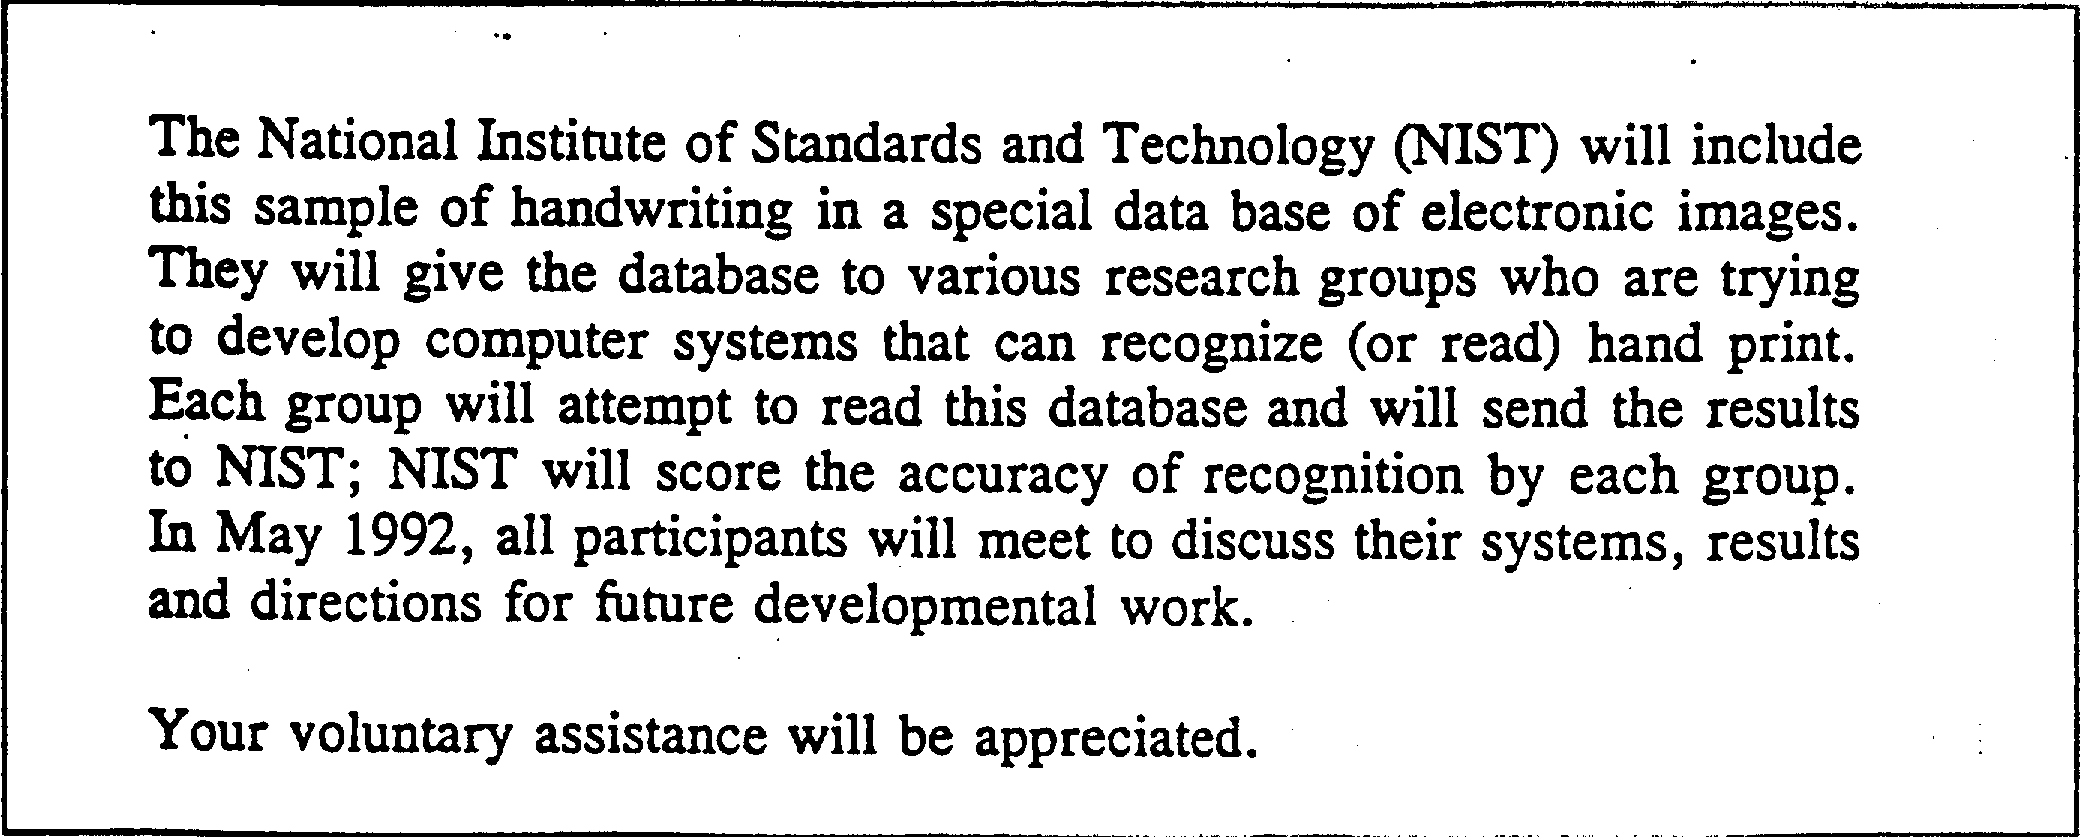 The National Institute of Standards and Technology (NIST) will include
this sample of handwriting in a special data base of electronic images.
They will give the database to various research groups who are trying
to develop computer systems that can recognize (or read) hand print.
Each group will attempt to read this database and will send the results
to NIST; NIST will score the accuracy of recognition by each group.
In May 1992, all participants will meet to discuss their systems, results
and directions for future developmental work.
Your voluntary assistance will be appreciated.